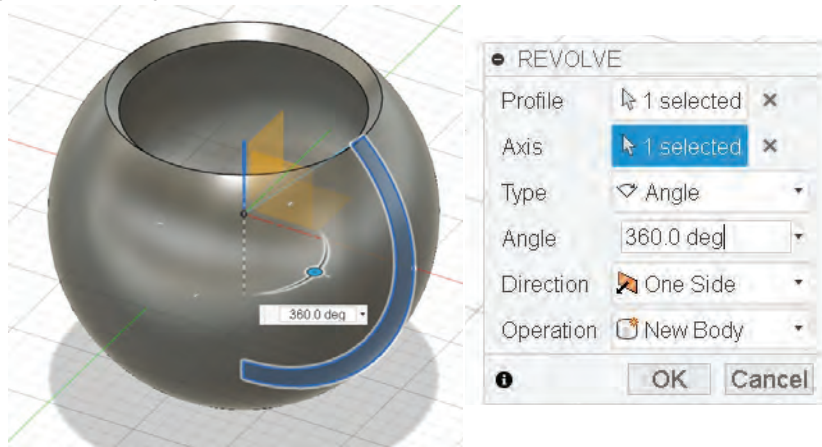 360.0 deg
REVOLVE
Profile 1 selected
Axis 1 selected
Type Angle
Angle 360.0 deg
Direction One Side
Operation New Body
OK Cancel